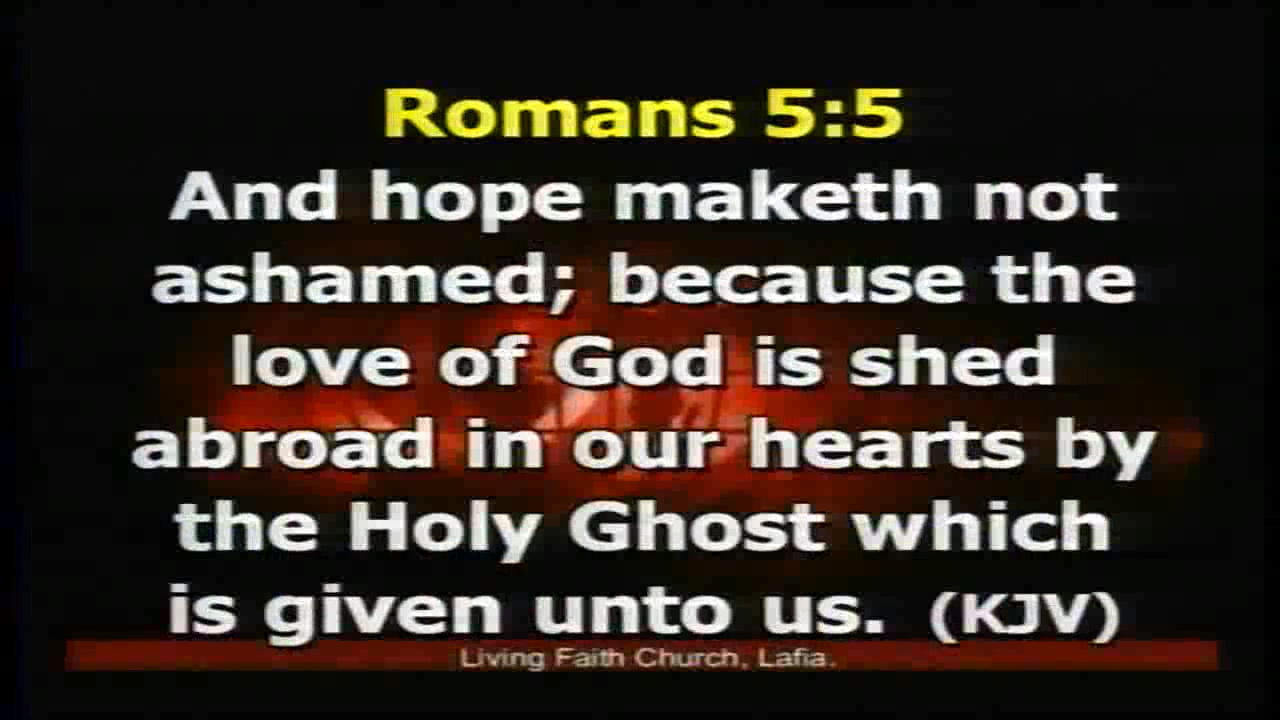 Romans 5:5
And hope maketh not
ashamed; because the
love of God is shed
abroad in our hearts by
the Holy Ghost which
is given unto us. (KJV)
Living Faith Church, Lafia.